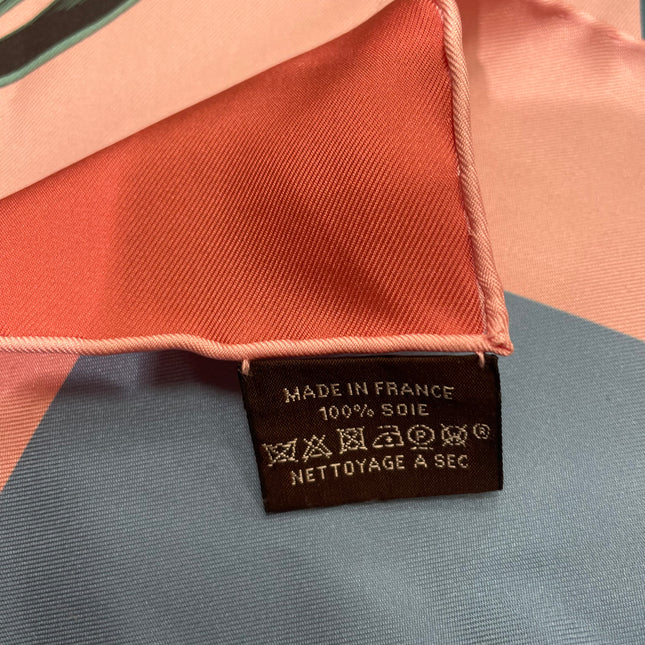 MADE IN FRANCE
100% SOIE
P W ®
NETTOYAGE A SEC